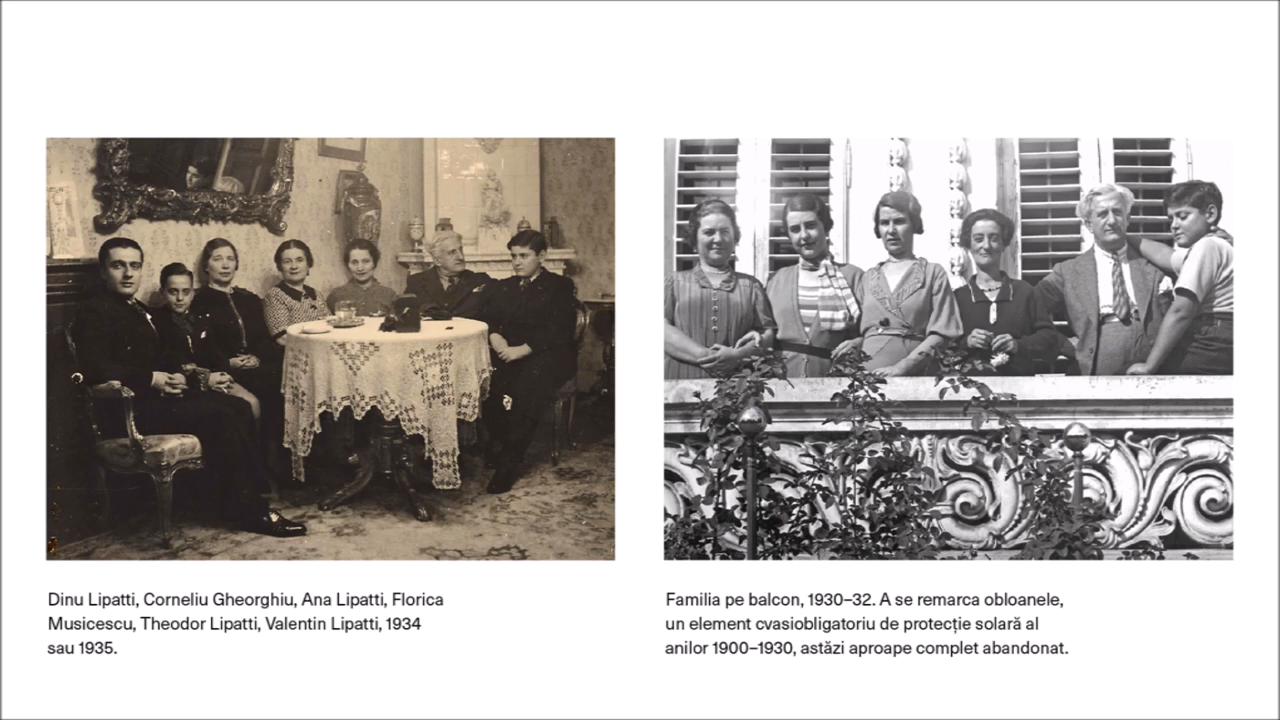 Dinu Lipatti, Corneliu Gheorghiu, Ana Lipatti, Florica
Musicescu, Theodor Lipatti, Valentin Lipatti, 1934
sau 1935.
Familia pe balcon, 1930–32. A se remarca obloanele,
un element cvasiobligatoriu de protecție solară al
anilor 1900–1930, astăzi aproape complet abandonat.